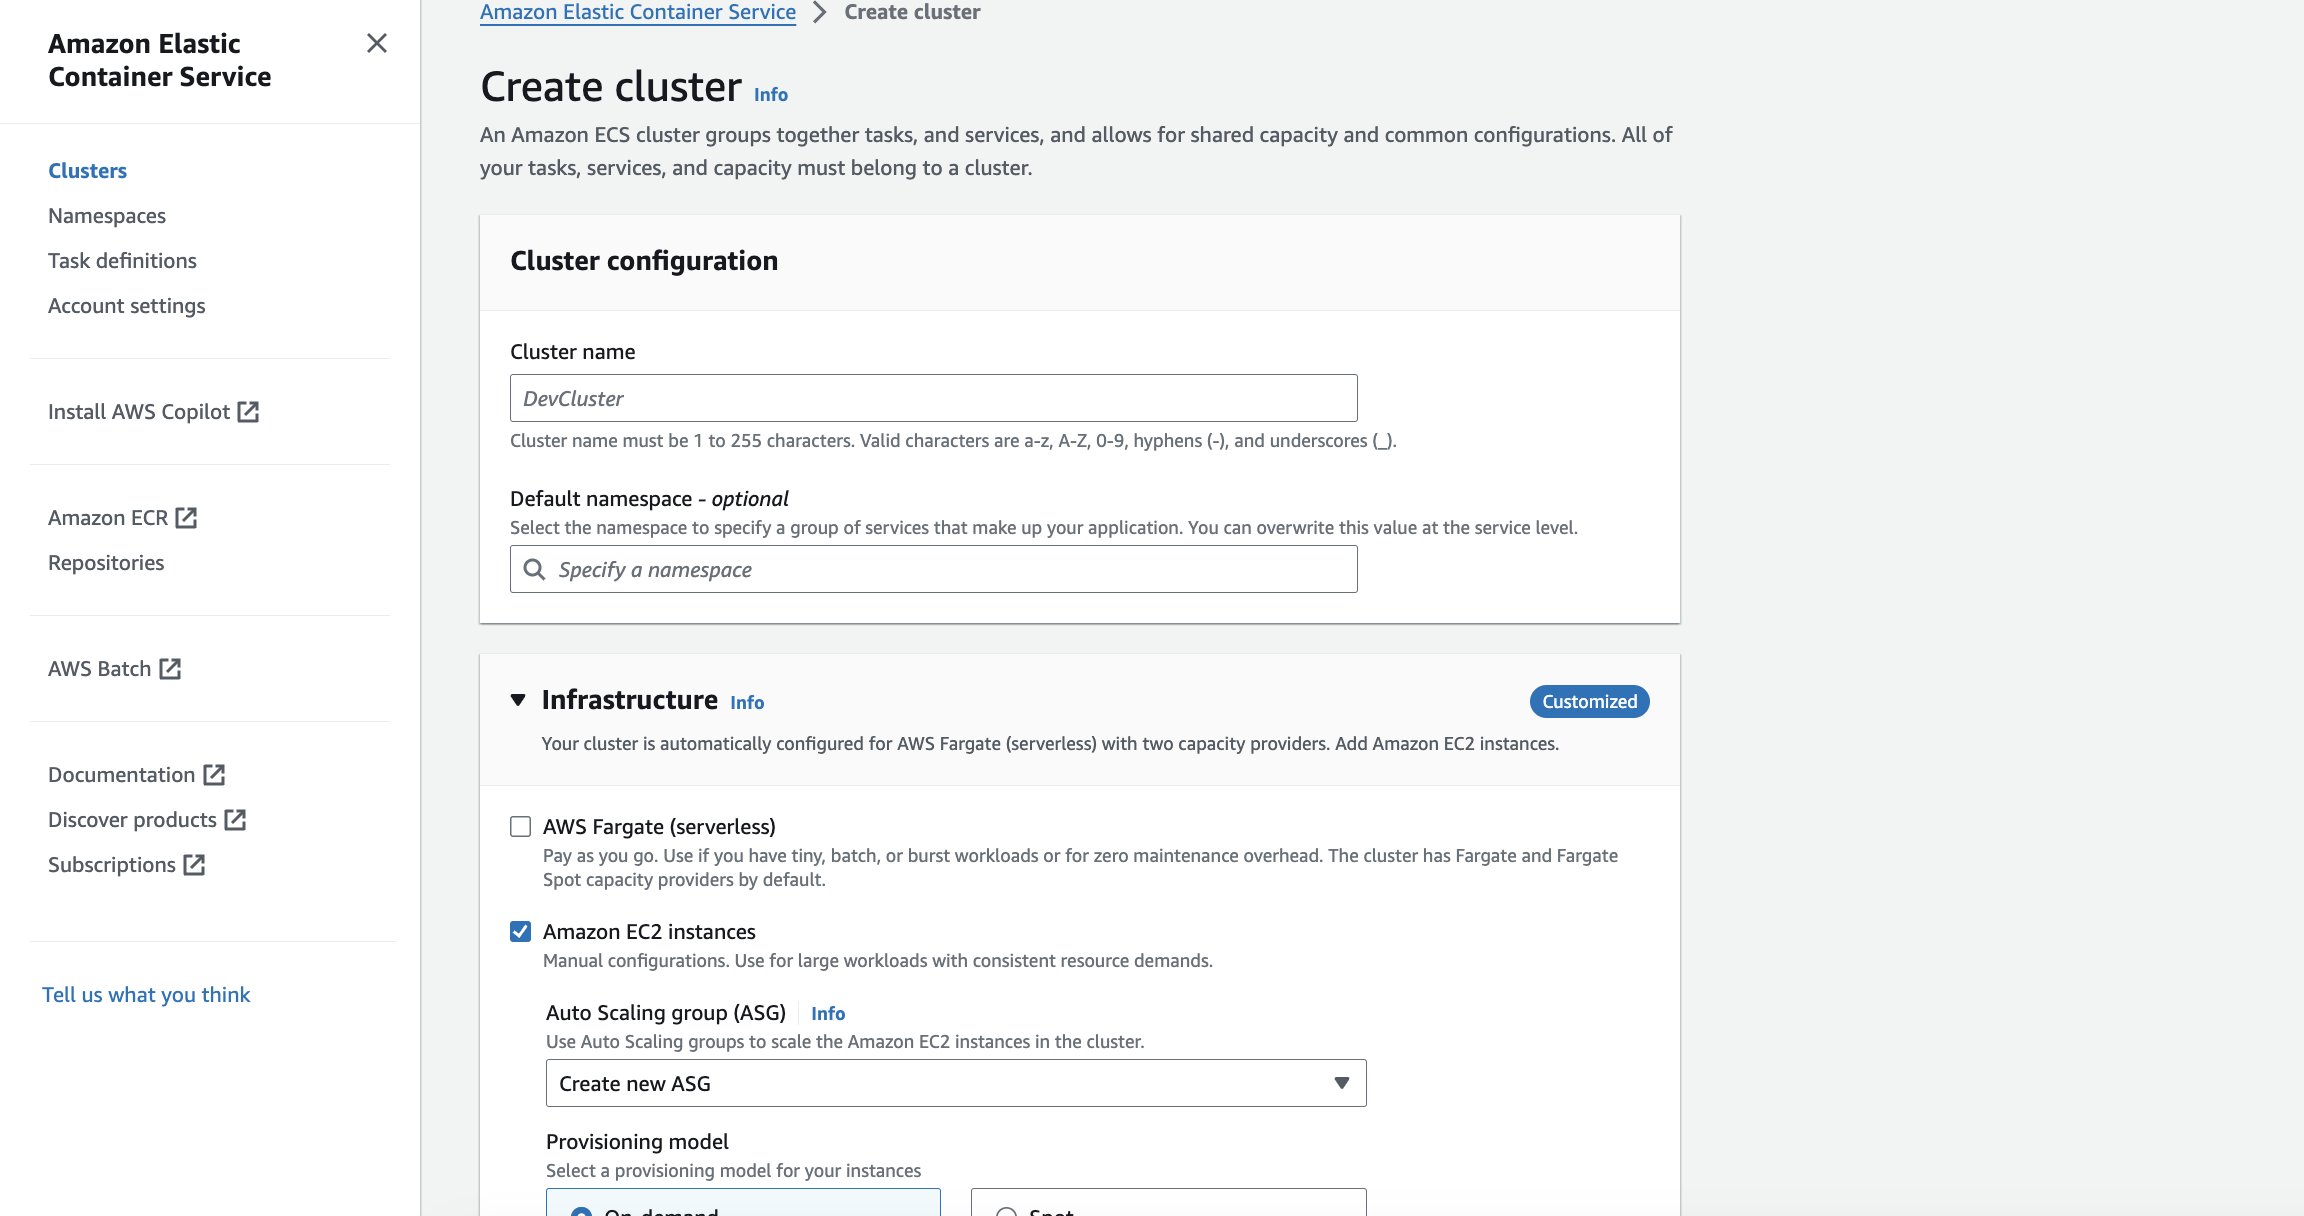 Amazon Elastic
Container Service
Clusters
Namespaces
Task definitions
Account settings
Install AWS Copilot
Amazon ECR
Repositories
AWS Batch
Documentation
Discover products
Subscriptions
Tell us what you think
Amazon Elastic Container Service > Create cluster
Create cluster Info
An Amazon ECS cluster groups together tasks, and services, and allows for shared capacity and common configurations. All of
your tasks, services, and capacity must belong to a cluster.
Cluster configuration
Cluster name
DevCluster
Cluster name must be 1 to 255 characters. Valid characters are a-z, A-Z, 0-9, hyphens (-), and underscores (_).
Default namespace - optional
Select the namespace to specify a group of services that make up your application. You can overwrite this value at the service level.
Specify a namespace
Infrastructure Info
Customized
Your cluster is automatically configured for AWS Fargate (serverless) with two capacity providers. Add Amazon EC2 instances.
AWS Fargate (serverless)
Pay as you go. Use if you have tiny, batch, or burst workloads or for zero maintenance overhead. The cluster has Fargate and Fargate
Spot capacity providers by default.
Amazon EC2 instances
Manual configurations. Use for large workloads with consistent resource demands.
Auto Scaling group (ASG) Info
Use Auto Scaling groups to scale the Amazon EC2 instances in the cluster.
Create new ASG
Provisioning model
Select a provisioning model for your instances
On-demand
Spot